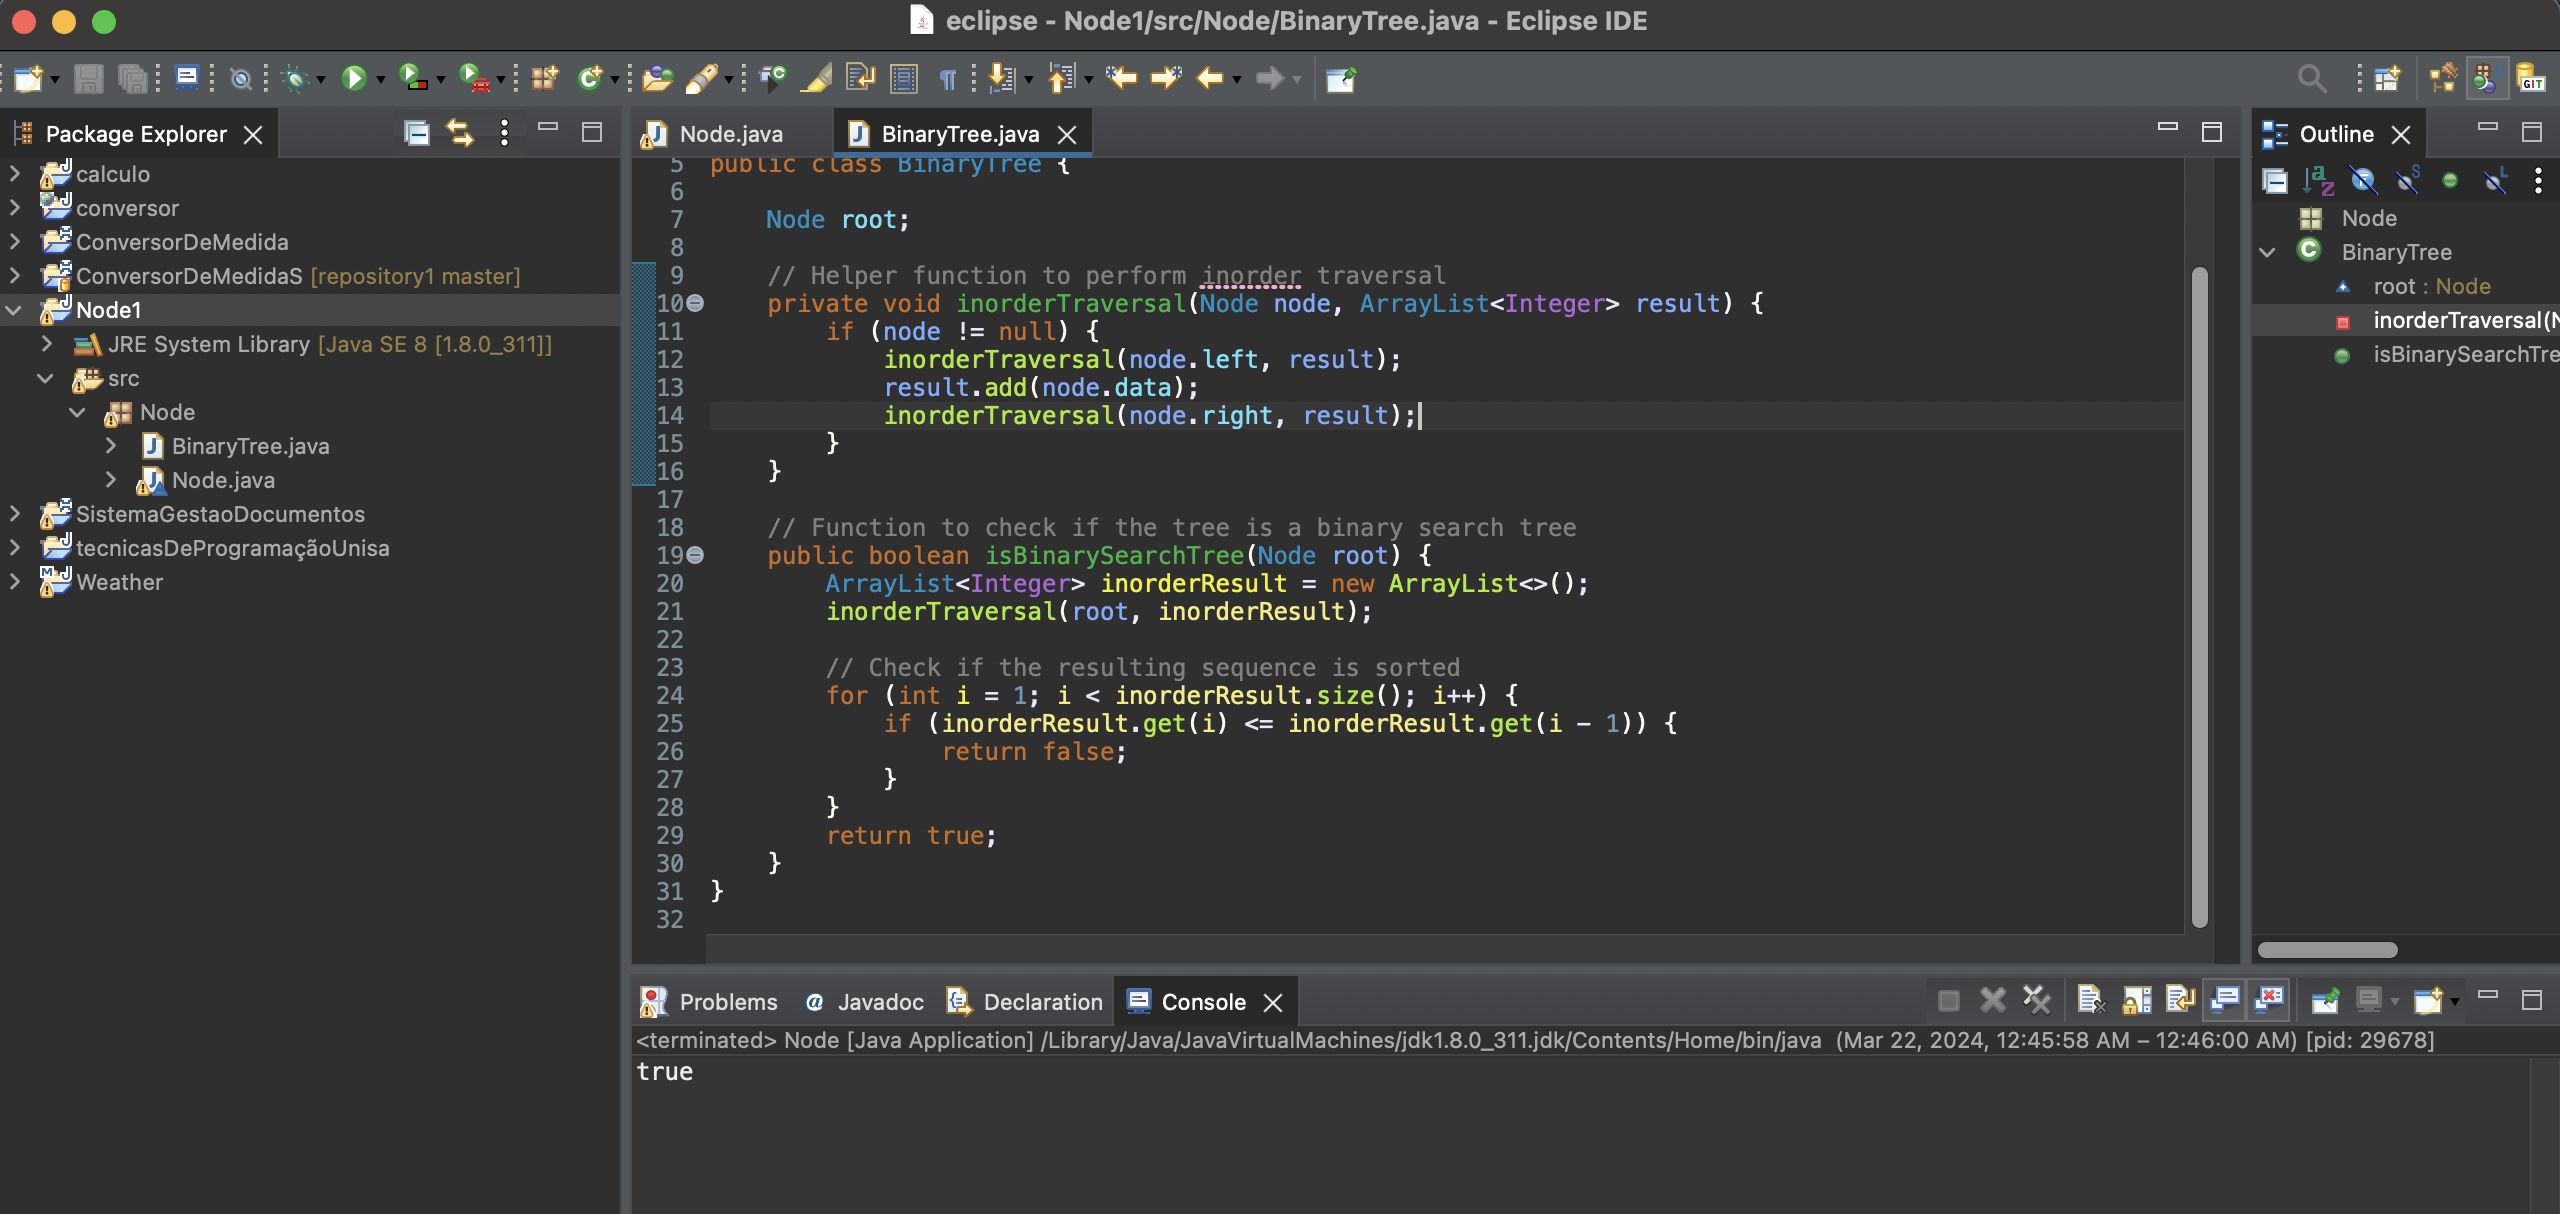 eclipse - Node1/src/Node/BinaryTree.java - Eclipse IDE
Package Explorer
calculo
conversor
ConversorDeMedida
ConversorDeMedidaS [repository1 master]
Node1
JRE System Library [Java SE 8 [1.8.0_311]]
src
Node
BinaryTree.java
Node.java
SistemaGestaoDocumentos
tecnicasDeProgramaçãoUnisa
Weather
Node.java
BinaryTree.java
5 public class BinaryTree {
6
7 Node root;
8
9 // Helper function to perform inorder traversal
10 private void inorderTraversal(Node node, ArrayList<Integer> result) {
11 if (node != null) {
12 inorderTraversal(node.left, result);
13 result.add(node.data);
14 inorderTraversal(node.right, result);
15 }
16 }
17
18 // Function to check if the tree is a binary search tree
19 public boolean isBinarySearchTree(Node root) {
20 ArrayList<Integer> inorderResult = new ArrayList<>();
21 inorderTraversal(root, inorderResult);
22
23 // Check if the resulting sequence is sorted
24 for (int i = 1; i < inorderResult.size(); i++) {
25 if (inorderResult.get(i) <= inorderResult.get(i - 1)) {
26 return false;
27 }
28 }
29 return true;
30 }
31 }
32
Outline
Node
BinaryTree
root : Node
inorderTraversal(N
isBinarySearchTre
Problems
Javadoc
Declaration
Console
<terminated> Node [Java Application] /Library/Java/JavaVirtualMachines/jdk1.8.0_311.jdk/Contents/Home/bin/java (Mar 22, 2024, 12:45:58 AM – 12:46:00 AM) [pid: 29678]
true